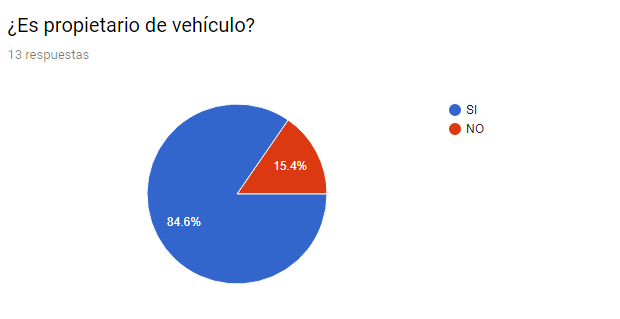 ¿Es propietario de vehículo?
13 respuestas
SI
NO
15.4%
84.6%